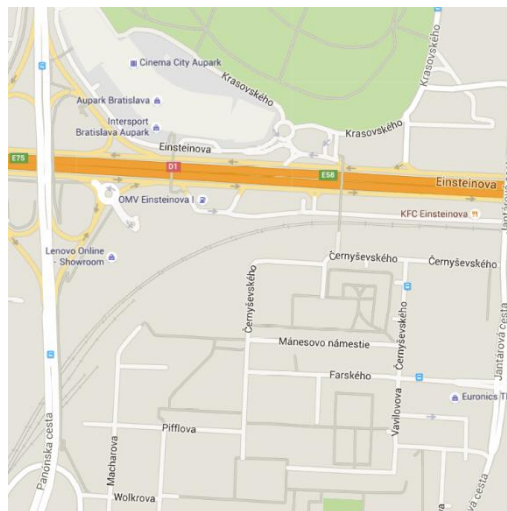 Cinema City Aupark
Krasovského
Krasovského
Aupark Bratislava
Intersport
Bratislava Aupark
Krasovského
Einsteinova
E75
D1
E58
Einsteinova
OMV Einsteinova I
KFC Einsteinova
Jantárová cesta
Lenovo Online
- Showroom
Černyševského
Černyševského
Černyševského
Černyševského
Mánesovo námestie
Jantárová cesta
Farského
Euronics T
Panónska cesta
Macharova
Pifflova
Vavilovova
Wolkrova